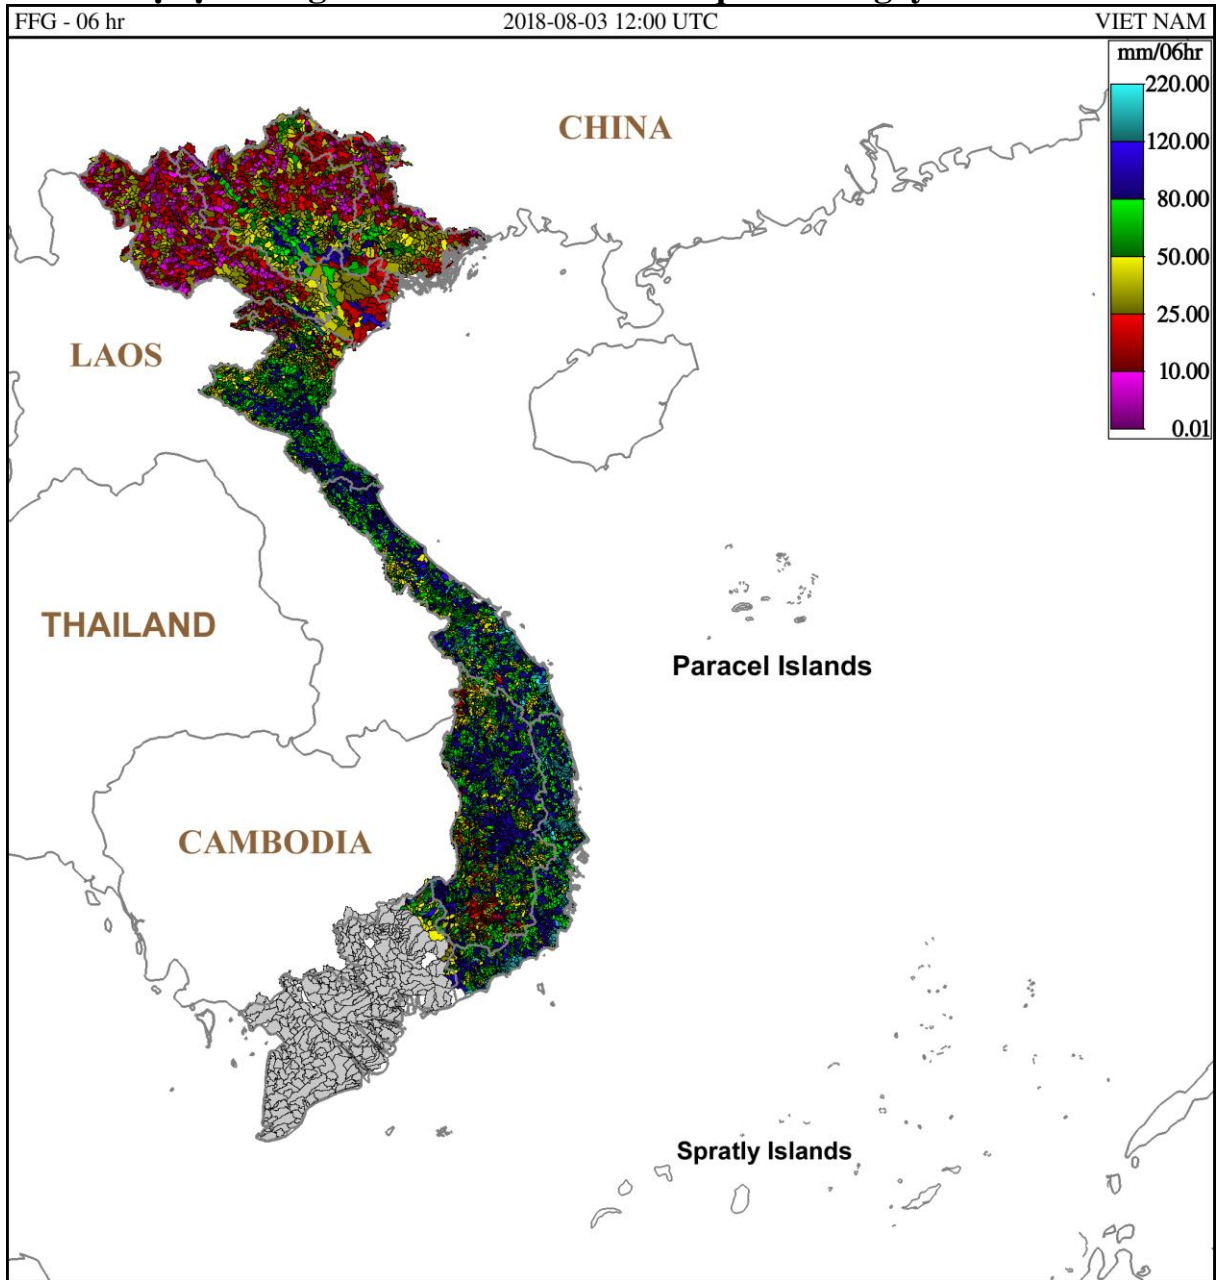 FFG - 06 hr 2018-08-03 12:00 UTC VIET NAM
mm/06hr
220.00
120.00
80.00
50.00
25.00
10.00
0.01
CHINA
LAOS
THAILAND
Paracel Islands
CAMBODIA
Spratly Islands